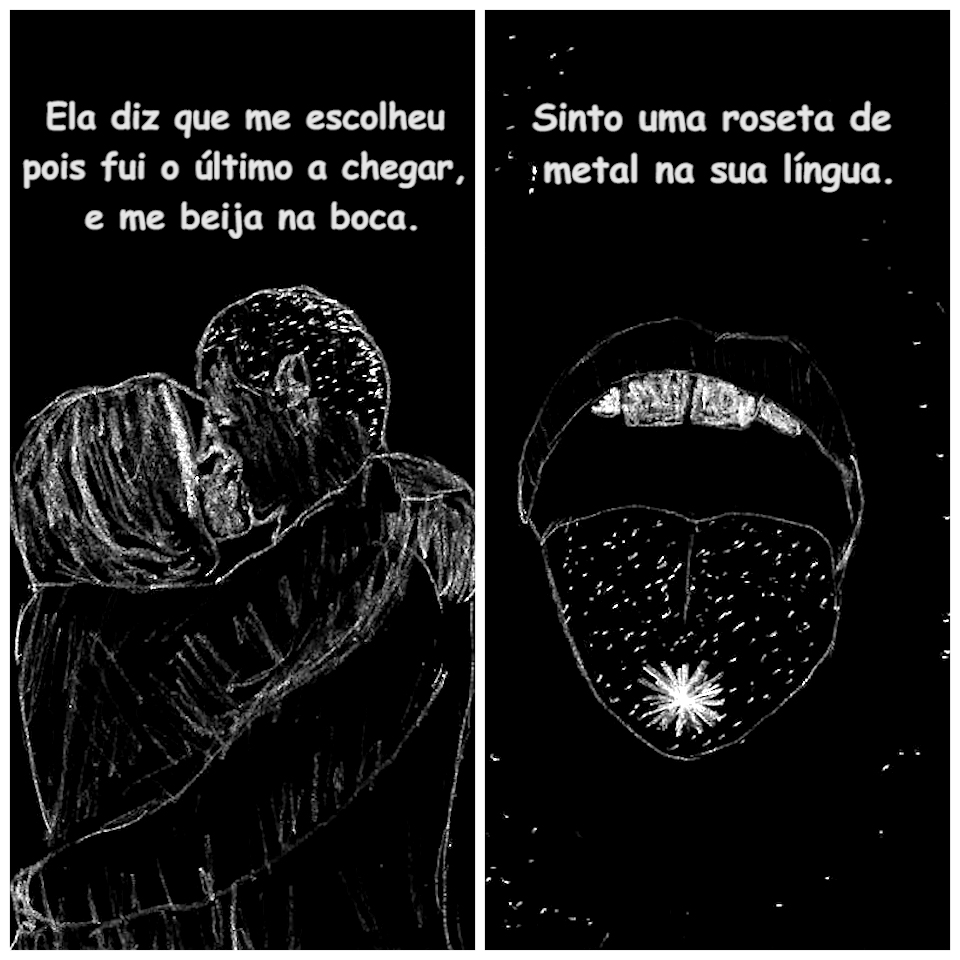 Ela diz que me escolheu
pois fui o último a chegar,
e me beija na boca.
Sinto uma roseta de
metal na sua língua.